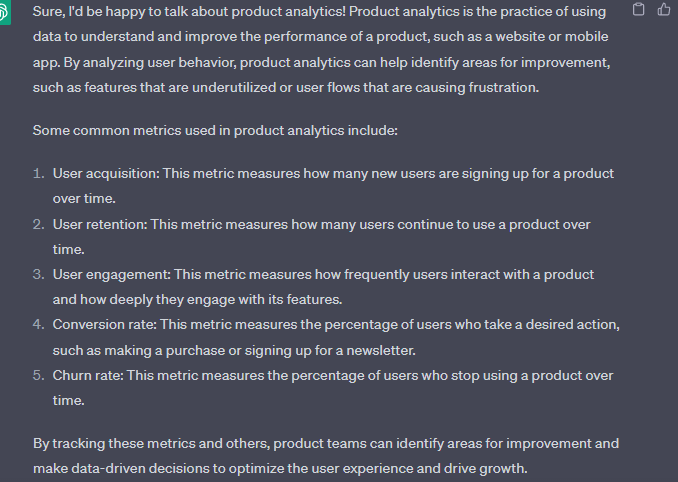 Sure, I'd be happy to talk about product analytics! Product analytics is the practice of using
data to understand and improve the performance of a product, such as a website or mobile
app. By analyzing user behavior, product analytics can help identify areas for improvement,
such as features that are underutilized or user flows that are causing frustration.
Some common metrics used in product analytics include:
1. User acquisition: This metric measures how many new users are signing up for a product
over time.
2. User retention: This metric measures how many users continue to use a product over
time.
3. User engagement: This metric measures how frequently users interact with a product
and how deeply they engage with its features.
4. Conversion rate: This metric measures the percentage of users who take a desired action,
such as making a purchase or signing up for a newsletter.
5. Churn rate: This metric measures the percentage of users who stop using a product over
time.
By tracking these metrics and others, product teams can identify areas for improvement and
make data-driven decisions to optimize the user experience and drive growth.